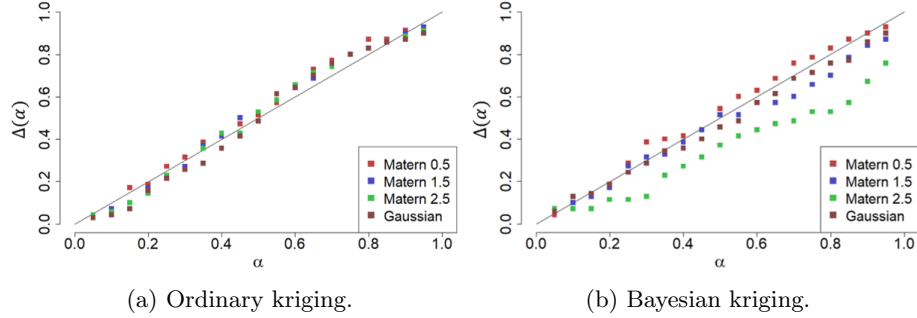 1.0
0.8
0.6
0.4
0.2
0.0
Δ(α)
0.0 0.2 0.4 0.6 0.8 1.0
α
Matern 0.5
Matern 1.5
Matern 2.5
Gaussian
(a) Ordinary kriging.
1.0
0.8
0.6
0.4
0.2
0.0
Δ(α)
0.0 0.2 0.4 0.6 0.8 1.0
α
Matern 0.5
Matern 1.5
Matern 2.5
Gaussian
(b) Bayesian kriging.